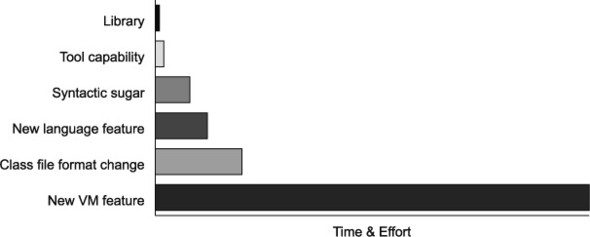 Library
Tool capability
Syntactic sugar
New language feature
Class file format change
New VM feature
Time & Effort